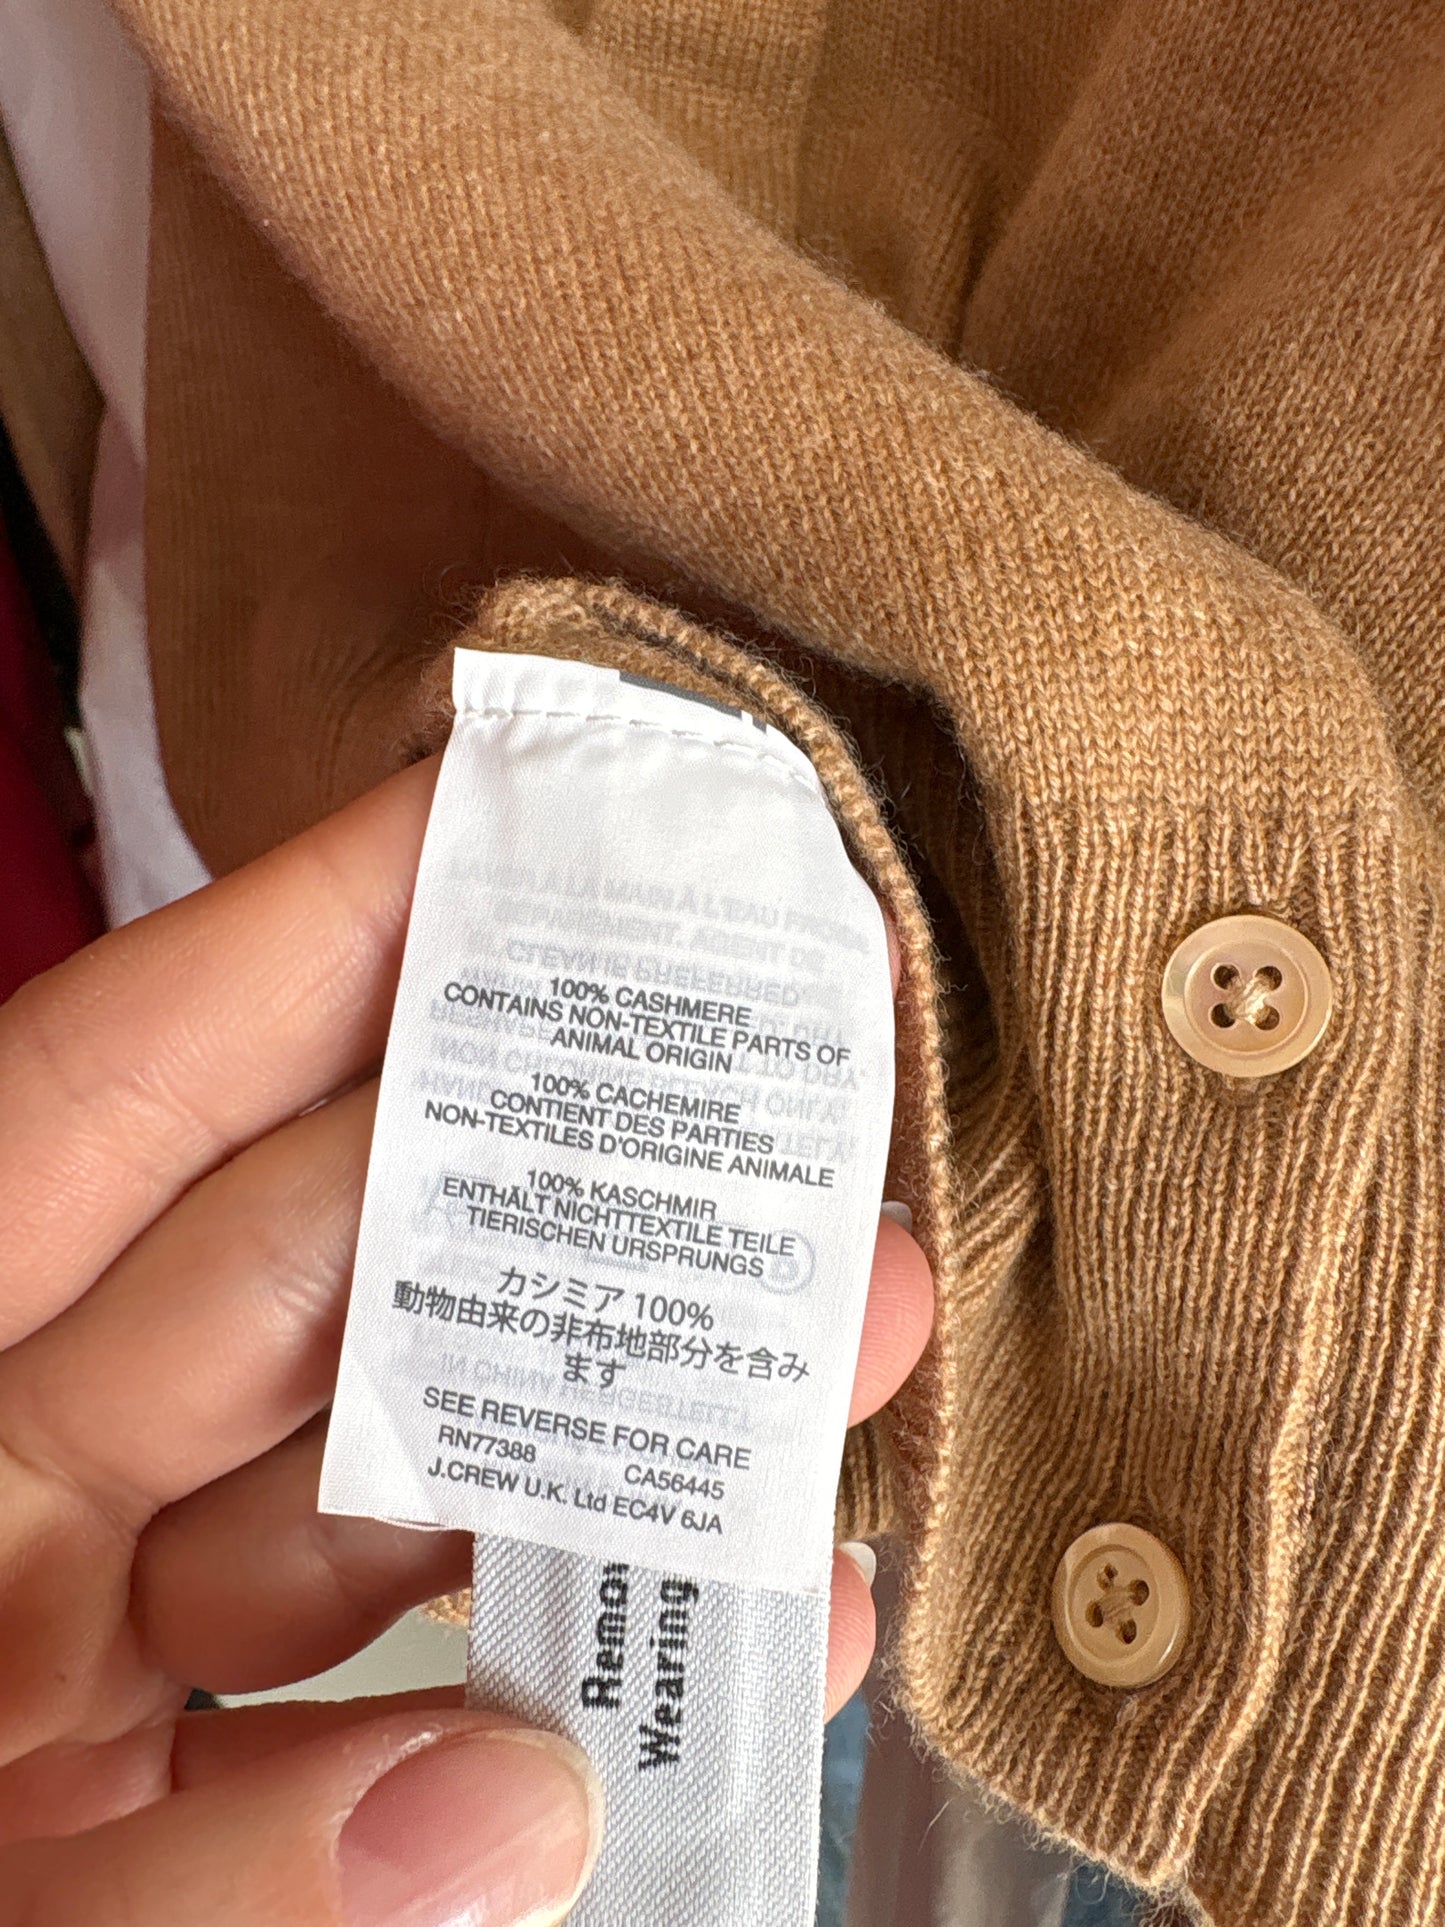 100% CASHMERE
CONTAINS NON-TEXTILE PARTS OF
ANIMAL ORIGIN
100% CACHEMIRE
CONTIENT DES PARTIES
NON-TEXTILES D'ORIGINE ANIMALE
100% KASCHMIR
ENTHÄLT NICHTTEXTILE TEILE
TIERISCHEN URSPRUNGS
カシミア 100%
動物由来の非布地部分を含み
ます
SEE REVERSE FOR CARE
RN77388 CA56445
J.CREW U.K. Ltd EC4V 6JA
Remov
Wearing